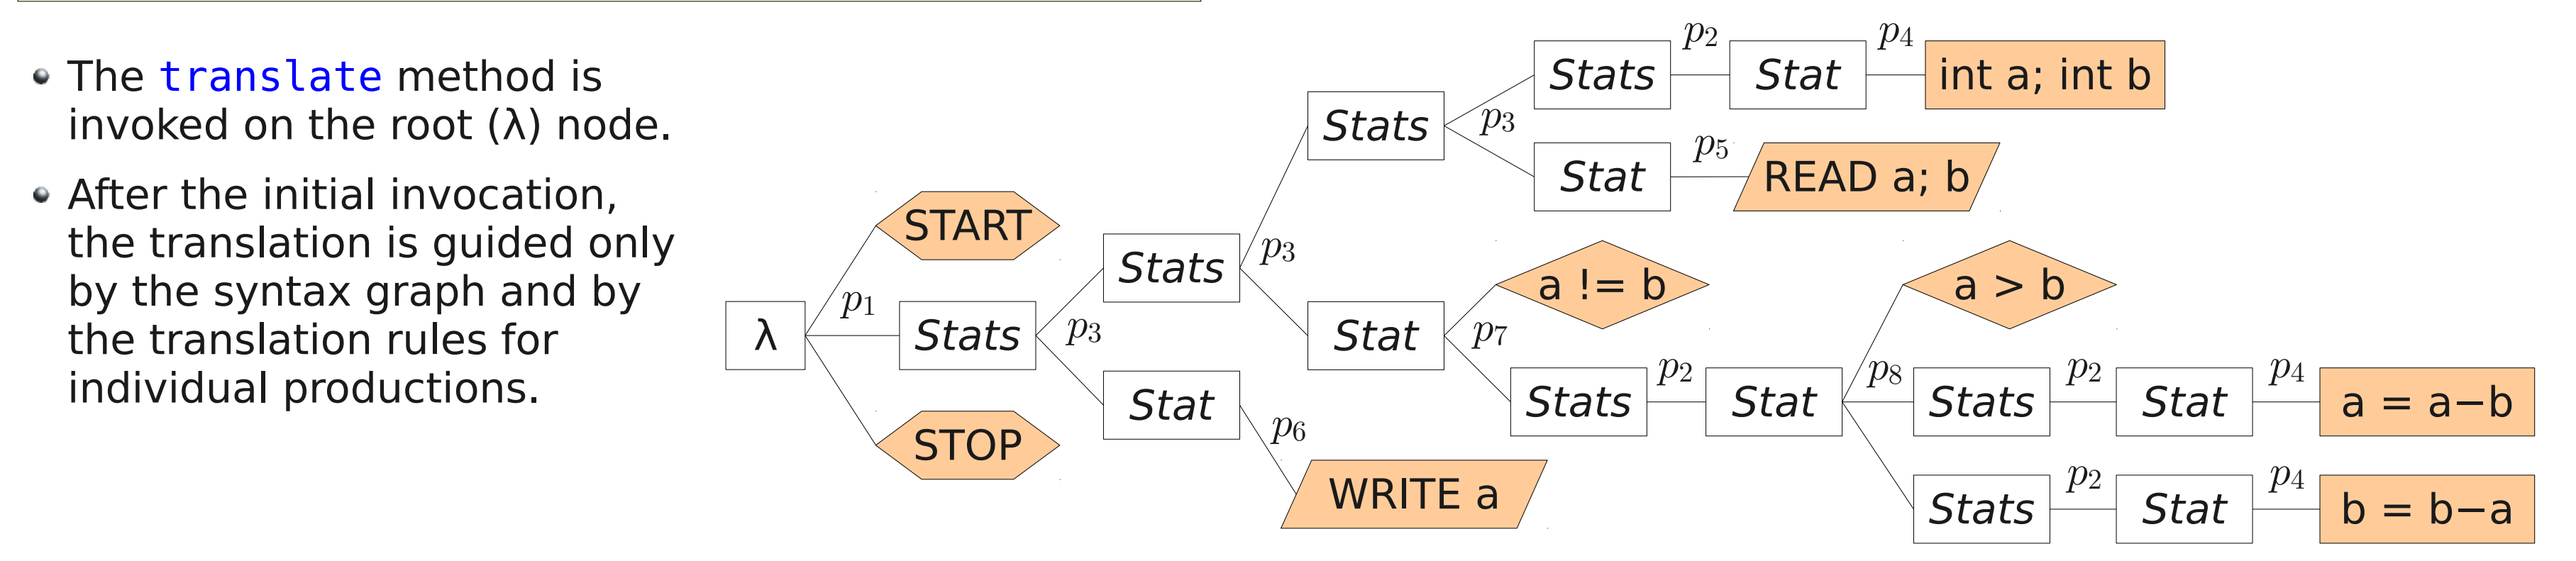 The translate method is
invoked on the root (λ) node.
After the initial invocation,
the translation is guided only
by the syntax graph and by
the translation rules for
individual productions.
λ
p1
START
Stats
STOP
p3
Stats
Stat
p6
WRITE a
p3
Stats
Stat
p3
Stats
p2
Stat
p4
int a; int b
Stat
p5
READ a; b
p7
a != b
Stats
p2
Stat
p8
a > b
Stats
p2
Stat
p4
a = a−b
Stats
p2
Stat
p4
b = b−a